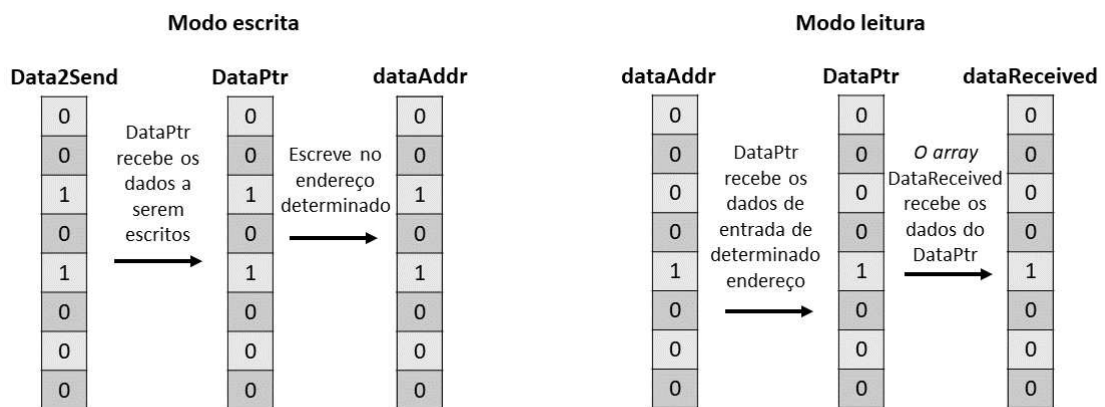 Modo escrita
Data2Send
DataPtr
dataAddr
0
0
1
0
1
0
0
0
DataPtr
recebe os
dados a
serem
escritos
0
0
1
0
1
0
0
0
Escreve no
endereço
determinado
0
0
1
0
1
0
0
0
Modo leitura
dataAddr
DataPtr
dataReceived
0
0
0
0
1
0
0
0
DataPtr
recebe os
dados de
entrada de
determinado
endereço
0
0
0
0
1
0
0
0
O array
DataReceived
recebe os
dados do
DataPtr
0
0
0
0
1
0
0
0